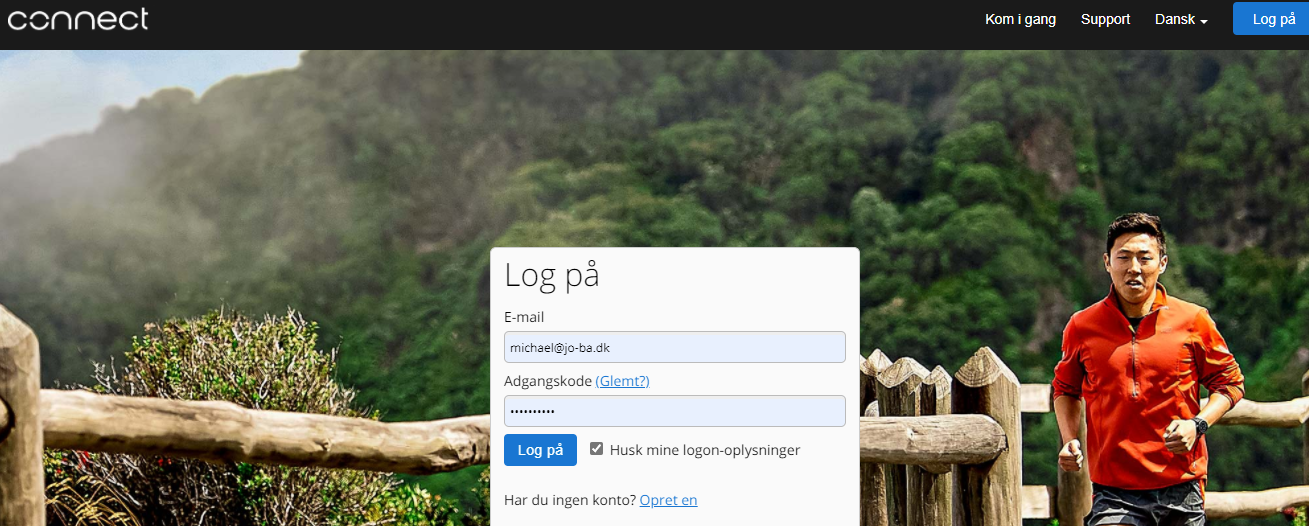 connect
Kom i gang Support Dansk Log på
Log på
E-mail
michael@jo-ba.dk
Adgangskode (Glemt?)
••••••••••
Log på Husk mine logon-oplysninger
Har du ingen konto? Opret en